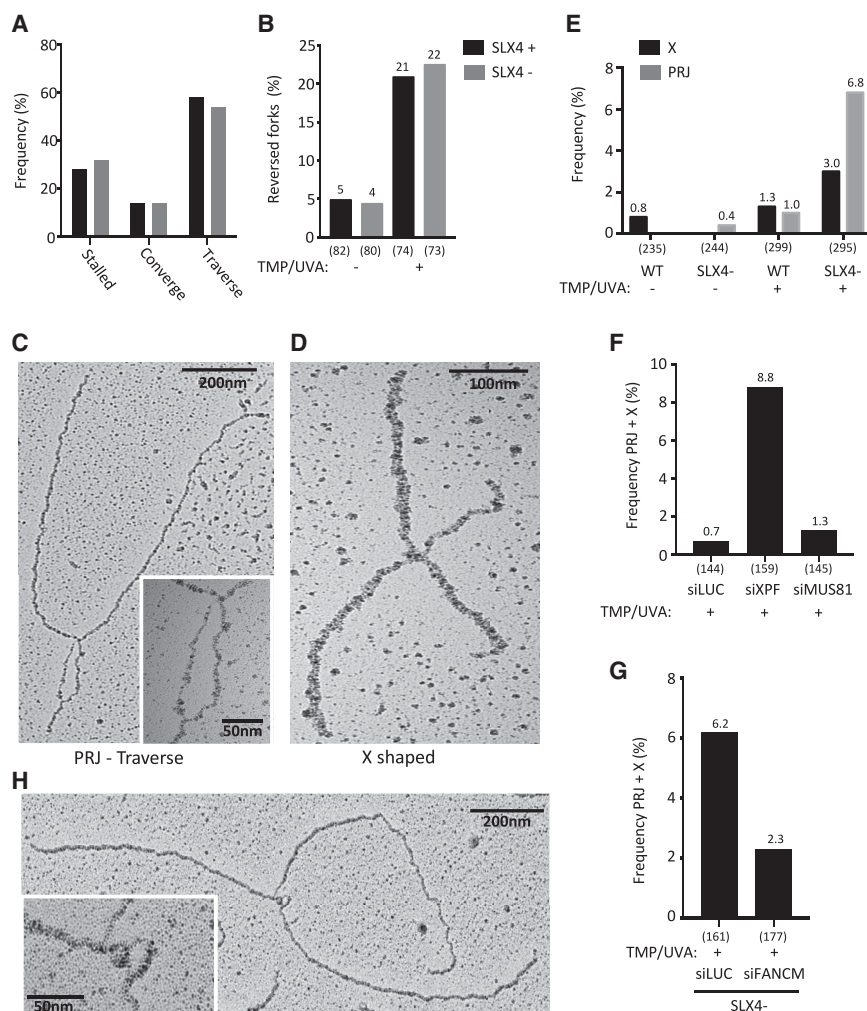 A
80
60
40
20
0
Frequency (%)
Stalled
Converge
Traverse
B
25
20
15
10
5
0
Reversed forks (%)
5
4
21
22
(82)
(80)
(74)
(73)
TMP/UVA:
-
+
SLX4 +
SLX4 -
E
X
PRJ
8
6
4
2
0
Frequency (%)
0.8
0.4
1.3
1.0
3.0
6.8
(235)
(244)
(299)
(295)
WT
SLX4-
WT
SLX4-
TMP/UVA:
-
-
+
+
C
200nm
50nm
PRJ - Traverse
D
100nm
X shaped
F
10
8
6
4
2
0
Frequency PRJ + X (%)
0.7
8.8
1.3
(144)
(159)
(145)
siLUC
siXPF
siMUS81
TMP/UVA:
+
+
+
G
8
6
4
2
0
Frequency PRJ + X (%)
6.2
2.3
(161)
(177)
TMP/UVA:
+
+
siLUC
siFANCM
SLX4-
H
200nm
50nm